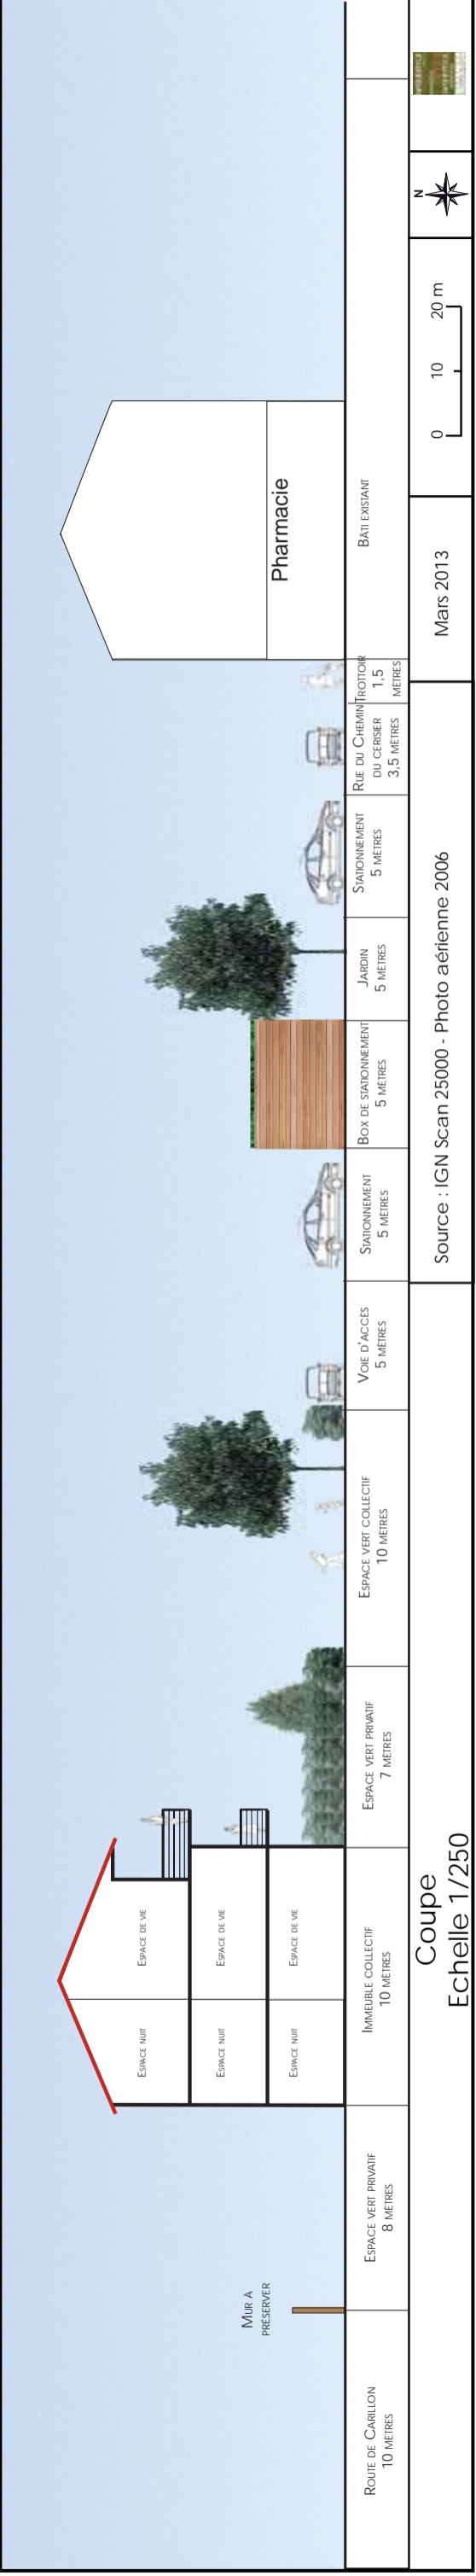 MUR A
PRÉSERVER
ESPACE NUIT
ESPACE DE VIE
ESPACE NUIT
ESPACE DE VIE
ESPACE NUIT
ESPACE DE VIE
Pharmacie
ROUTE DE CARILLON
10 MÈTRES
ESPACE VERT PRIVATIF
8 MÈTRES
IMMEUBLE COLLECTIF
10 MÈTRES
ESPACE VERT PRIVATIF
7 MÈTRES
ESPACE VERT COLLECTIF
10 MÈTRES
VOIE D'ACCÈS
5 MÈTRES
STATIONNEMENT
5 MÈTRES
BOX DE STATIONNEMENT
5 MÈTRES
JARDIN
5 MÈTRES
STATIONNEMENT
5 MÈTRES
RUE DU CHEMIN
DU CERISIER
3,5 MÈTRES
TROTTOIR
1,5
MÈTRES
BÂTI EXISTANT
Coupe
Echelle 1/250
Source : IGN Scan 25000 - Photo aérienne 2006
Mars 2013
0 10 20 m
N